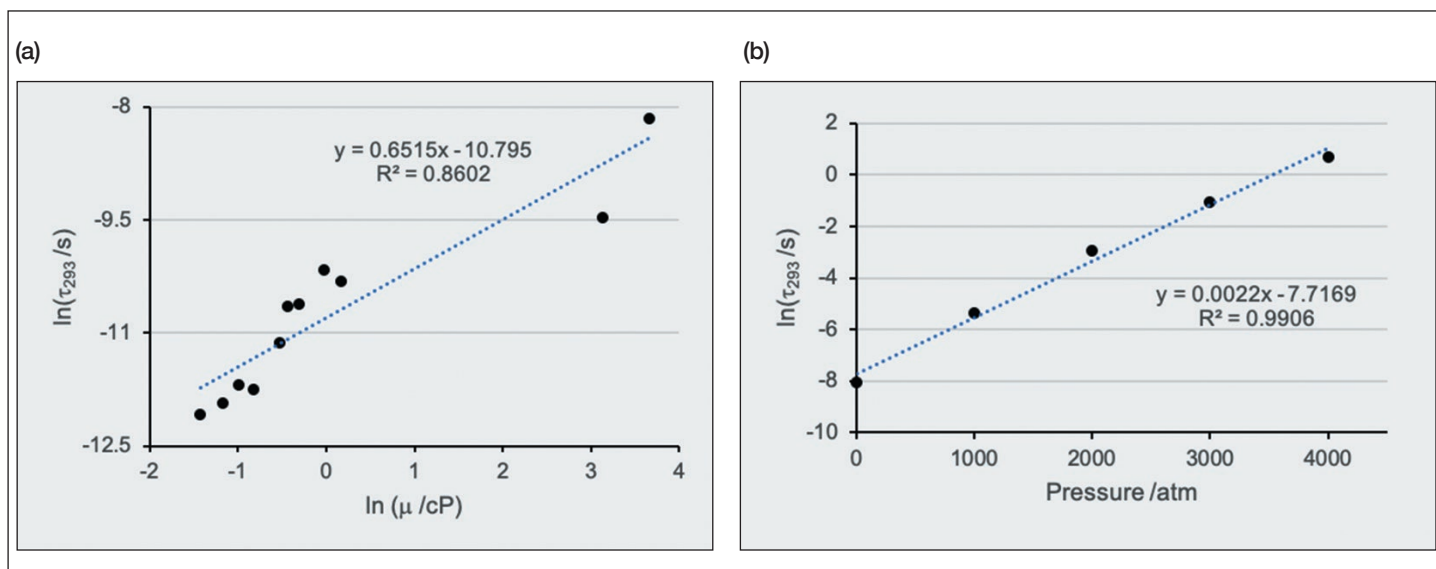 (a)
-8
-9.5
-11
-12.5
-2
-1
0
1
2
3
4
ln(τ293 /s)
ln (μ /cP)
y = 0.6515x - 10.795
R² = 0.8602
(b)
2
0
-2
-4
-6
-8
-10
0
1000
2000
3000
4000
ln(τ293 /s)
Pressure /atm
y = 0.0022x - 7.7169
R² = 0.9906